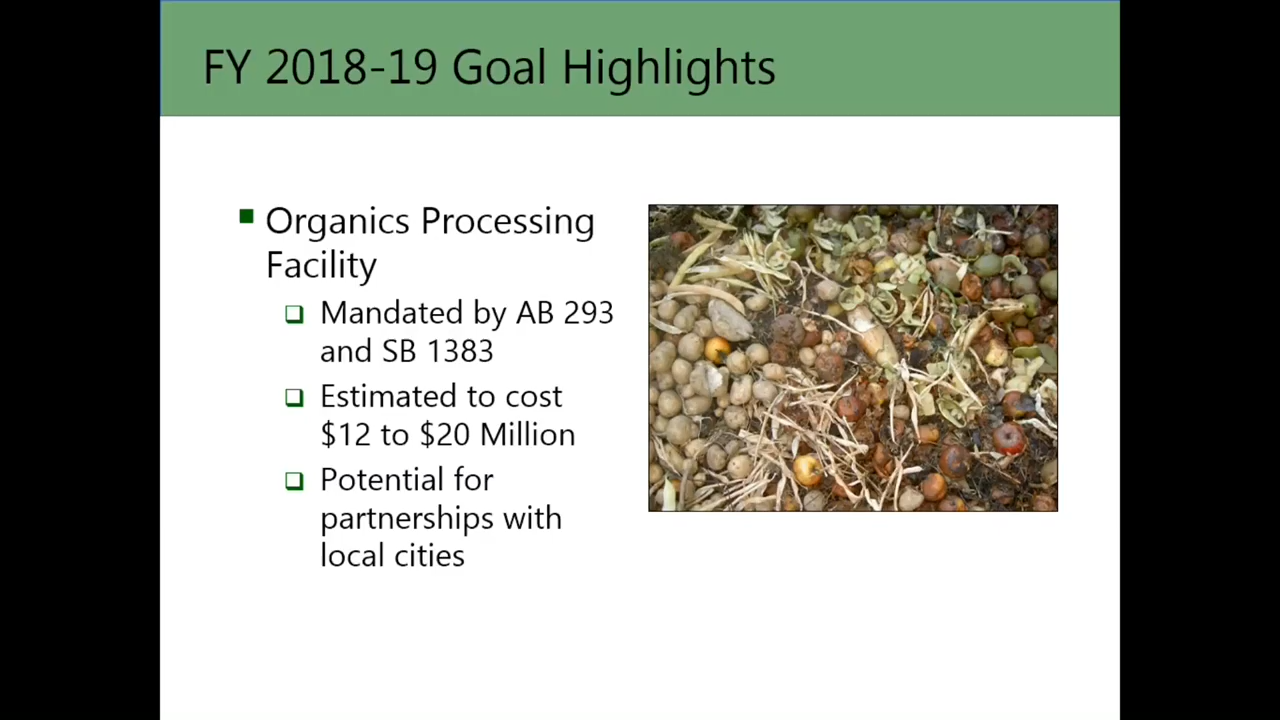 FY 2018-19 Goal Highlights
Organics Processing
Facility
Mandated by AB 293
and SB 1383
Estimated to cost
$12 to $20 Million
Potential for
partnerships with
local cities